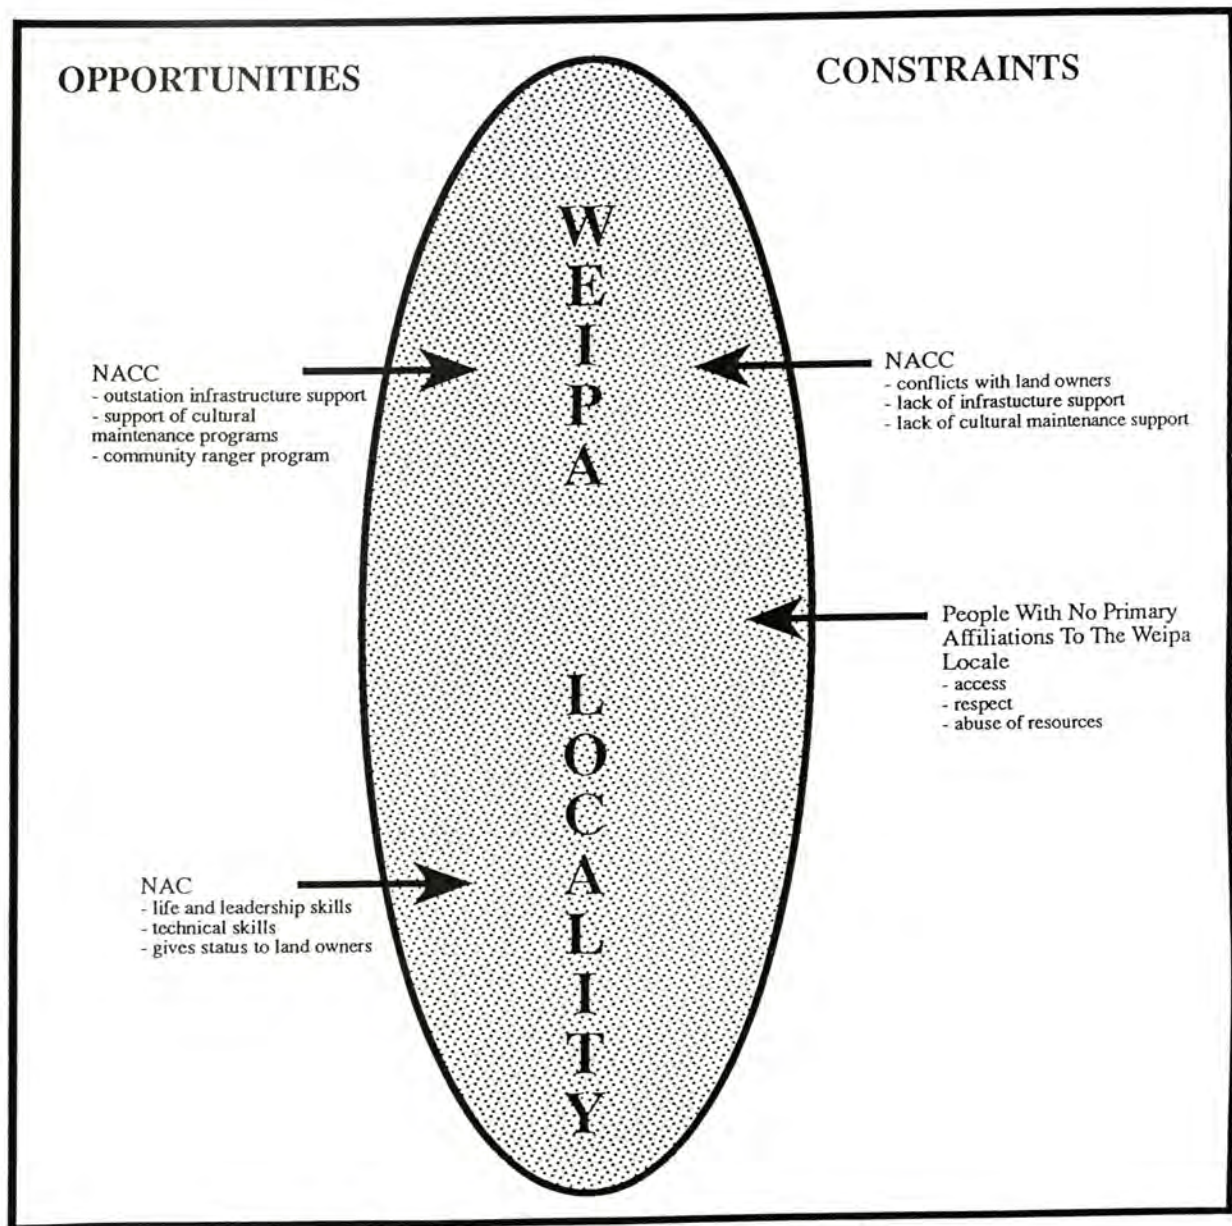 OPPORTUNITIES
CONSTRAINTS
WEIPA
LOCALITY
NACC
- outstation infrastructure support
- support of cultural
maintenance programs
- community ranger program
NACC
- conflicts with land owners
- lack of infrastucture support
- lack of cultural maintenance support
People With No Primary
Affiliations To The Weipa
Locale
- access
- respect
- abuse of resources
NAC
- life and leadership skills
- technical skills
- gives status to land owners